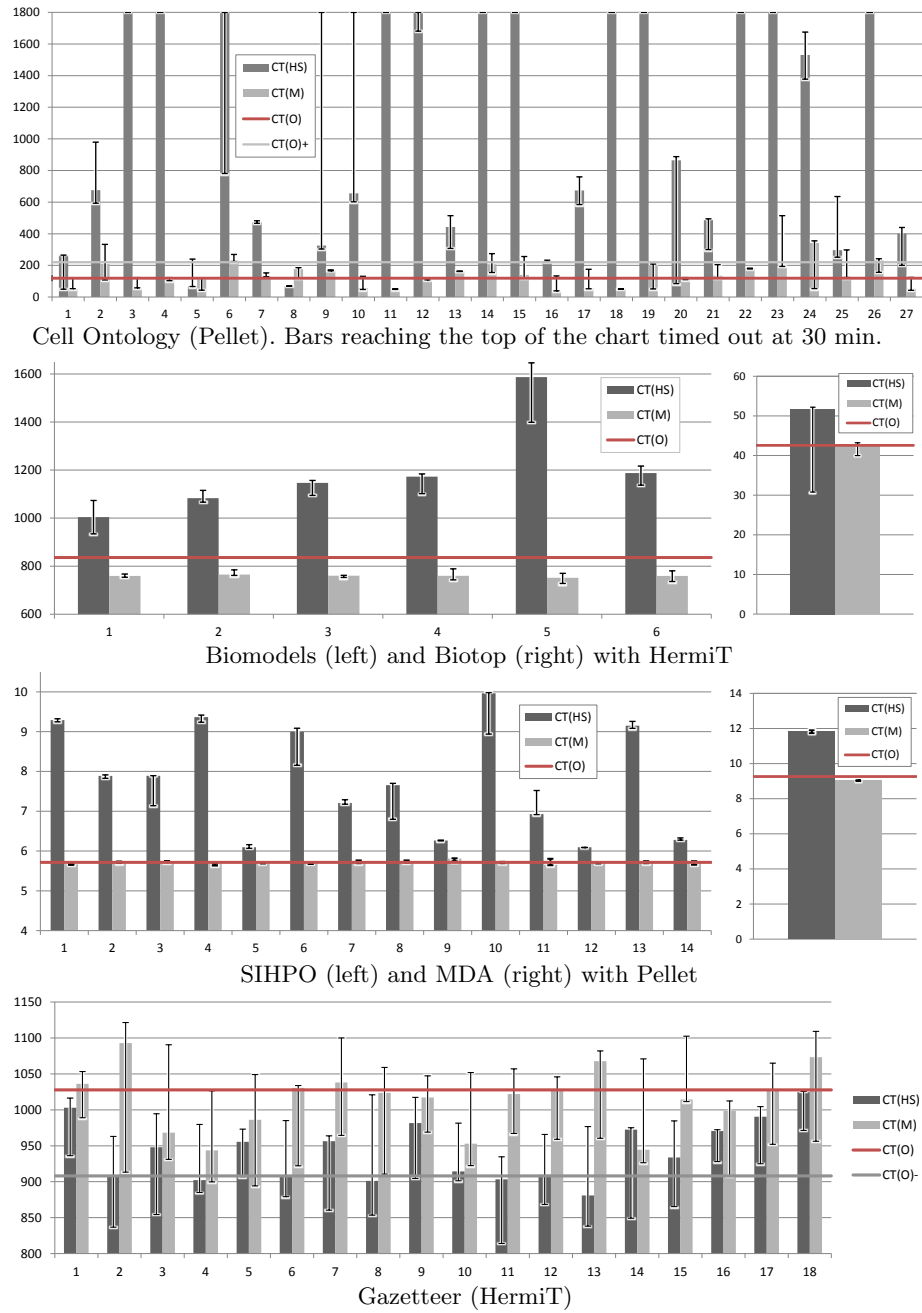 1800
1600
1400
1200
1000
800
600
400
200
0
CT(HS)
CT(M)
CT(O)
CT(O)+
1 2 3 4 5 6 7 8 9 10 11 12 13 14 15 16 17 18 19 20 21 22 23 24 25 26 27
Cell Ontology (Pellet). Bars reaching the top of the chart timed out at 30 min.
1600
1400
1200
1000
800
600
CT(HS)
CT(M)
CT(O)
1 2 3 4 5 6
60
50
40
30
20
10
0
CT(HS)
CT(M)
CT(O)
Biomodels (left) and Biotop (right) with HermiT
10
9
8
7
6
5
4
CT(HS)
CT(M)
CT(O)
1 2 3 4 5 6 7 8 9 10 11 12 13 14
14
12
10
8
6
4
2
0
CT(HS)
CT(M)
CT(O)
SIHPO (left) and MDA (right) with Pellet
1150
1100
1050
1000
950
900
850
800
1 2 3 4 5 6 7 8 9 10 11 12 13 14 15 16 17 18
CT(HS)
CT(M)
CT(O)
CT(O)-
Gazetteer (HermiT)